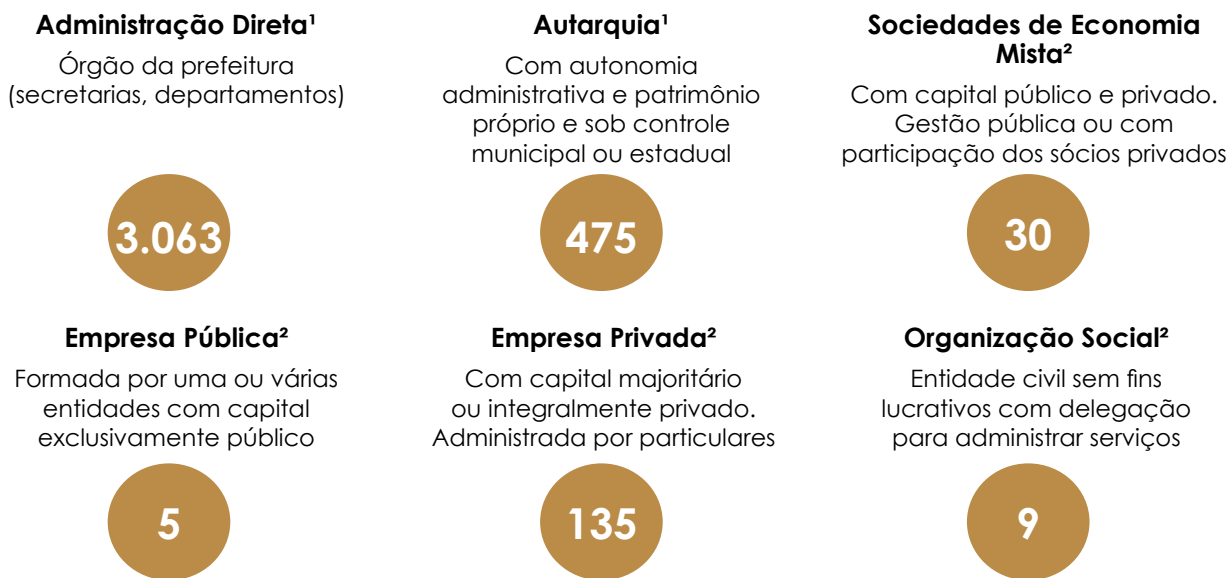 Administração Direta¹
Órgão da prefeitura
(secretarias, departamentos)
3.063
Autarquia¹
Com autonomia
administrativa e patrimônio
próprio e sob controle
municipal ou estadual
475
Sociedades de Economia
Mista²
Com capital público e privado.
Gestão pública ou com
participação dos sócios privados
30
Empresa Pública²
Formada por uma ou várias
entidades com capital
exclusivamente público
5
Empresa Privada²
Com capital majoritário
ou integralmente privado.
Administrada por particulares
135
Organização Social²
Entidade civil sem fins
lucrativos com delegação
para administrar serviços
9